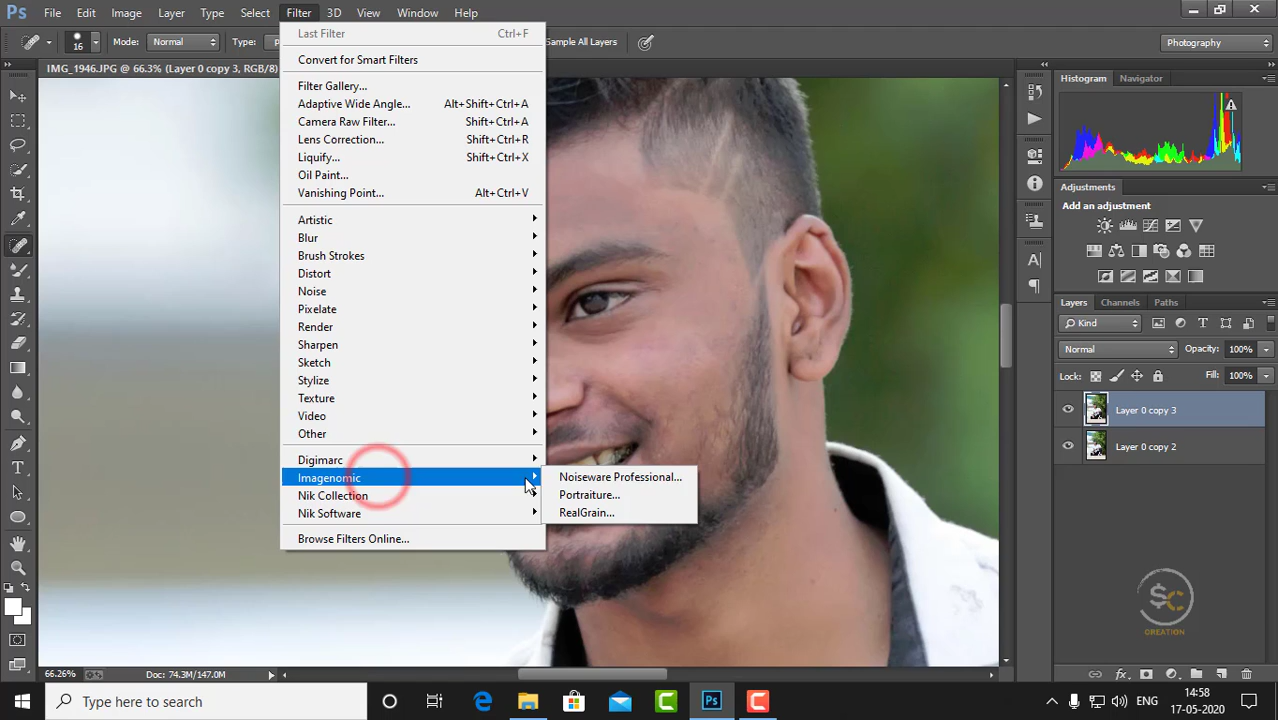 Ps File Edit Image Layer Type Select Filter 3D View Window Help
16 Mode: Normal Type: Sample All Layers Photography
IMG_1946.JPG @ 66.3% (Layer 0 copy 3, RGB/8)
Last Filter Ctrl+F
Convert for Smart Filters
Filter Gallery...
Adaptive Wide Angle... Alt+Shift+Ctrl+A
Camera Raw Filter... Shift+Ctrl+A
Lens Correction... Shift+Ctrl+R
Liquify... Shift+Ctrl+X
Oil Paint...
Vanishing Point... Alt+Ctrl+V
Artistic
Blur
Brush Strokes
Distort
Noise
Pixelate
Render
Sharpen
Sketch
Stylize
Texture
Video
Other
Digimarc
Imagenomic
Nik Collection
Nik Software
Browse Filters Online...
Noiseware Professional...
Portraiture...
RealGrain...
Histogram Navigator
Adjustments
Add an adjustment
Layers Channels Paths
Kind
Normal Opacity: 100%
Lock: Fill: 100%
Layer 0 copy 3
Layer 0 copy 2
SC
CREATION
66.26% Doc: 74.3M/147.0M
Type here to search
Ps
ENG
14:58
17-05-2020